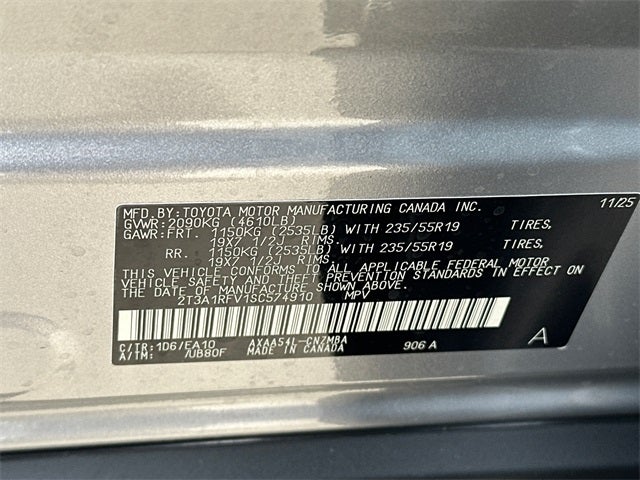 MFD.BY:TOYOTA MOTOR MANUFACTURING CANADA INC. 11/25
GVWR:2090KG (4610LB)
GAWR:FRT. 1150KG (2535LB) WITH 235/55R19 TIRES,
19X7 1/2J RIMS.
RR. 1150KG (2535LB) WITH 235/55R19 TIRES,
19X7 1/2J RIMS.
THIS VEHICLE CONFORMS TO ALL APPLICABLE FEDERAL MOTOR
VEHICLE SAFETY AND THEFT PREVENTION STANDARDS IN EFFECT ON
THE DATE OF MANUFACTURE SHOWN ABOVE.
2T3A1RFV1SC574910 MPV
C/TR:1D6/EA10 AXAA54L-CNZMBA
A/TM: /UB80F MADE IN CANADA 906 A A